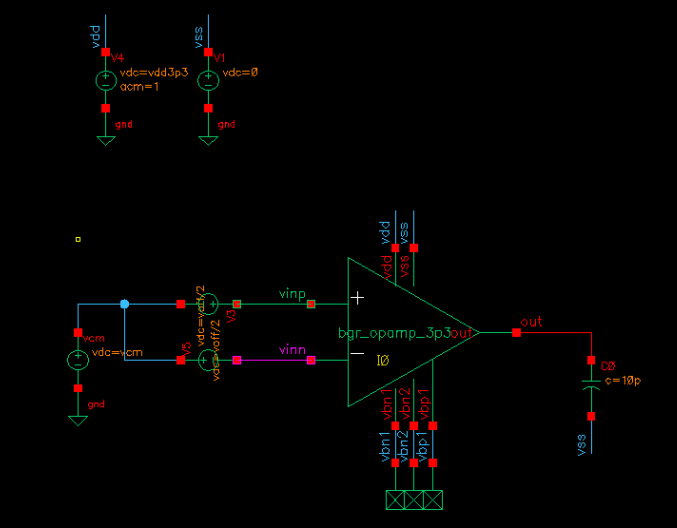 vdd
vss
V4
V1
vdc=vdd3p3
vdc=0
acm=1
gnd
gnd
vdd
vss
vdd
vss
vdc=voff/2
V3
vinp
+
out
vcm
vdc=vcm
V5
vdc=voff/2
vinn
bgr_opamp_3p3
out
I0
C0
c=10p
gnd
vss
vbn1
vbn2
vbp1
vbn1
vbn2
vbp1